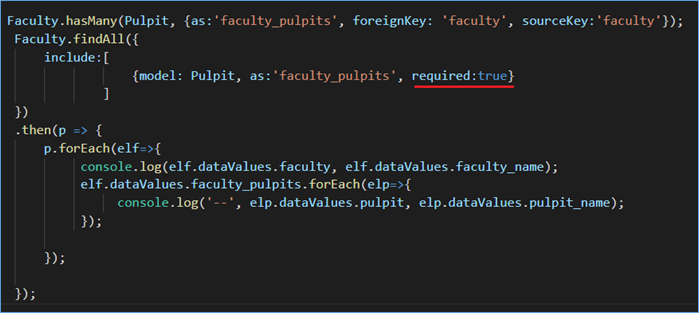 Faculty.hasMany(Pulpit, {as:'faculty_pulpits', foreignKey: 'faculty', sourceKey:'faculty'});
Faculty.findAll({
include:[
{model: Pulpit, as:'faculty_pulpits', required:true}
]
})
.then(p => {
p.forEach(elf=>{
console.log(elf.dataValues.faculty, elf.dataValues.faculty_name);
elf.dataValues.faculty_pulpits.forEach(elp=>{
console.log('--', elp.dataValues.pulpit, elp.dataValues.pulpit_name);
});
});
});